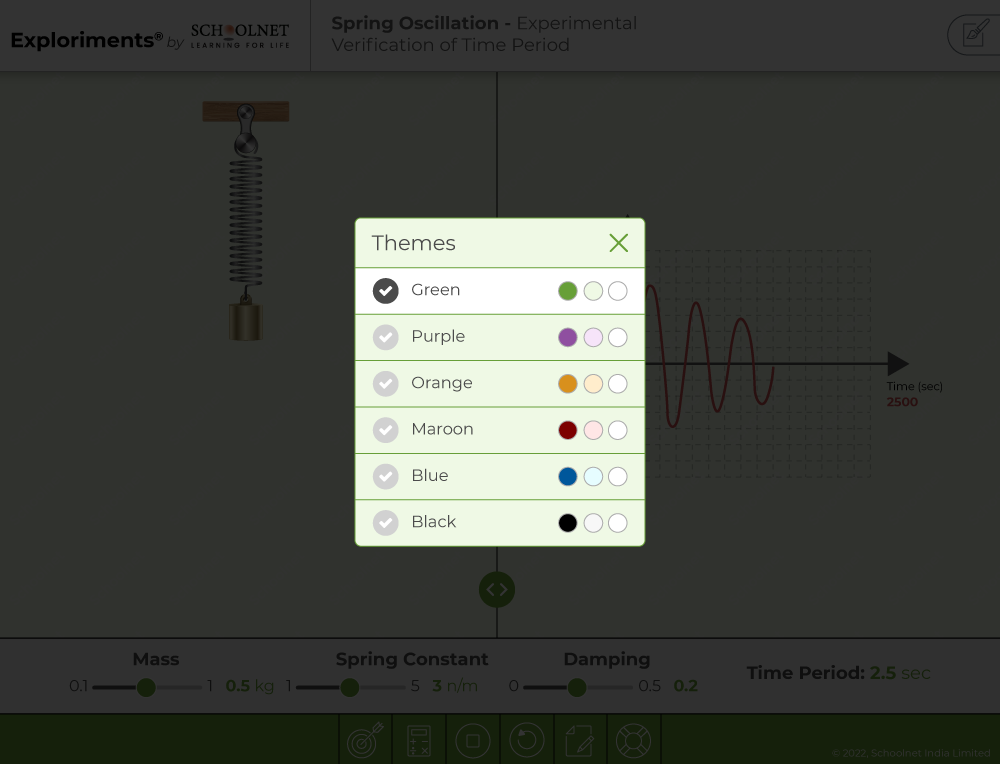 Exploriments® by SCHOOLNET
LEARNING FOR LIFE
Spring Oscillation - Experimental
Verification of Time Period
Themes
Green
Purple
Orange
Maroon
Blue
Black
Time (sec)
2500
Mass
0.1 1 0.5 kg
Spring Constant
1 5 3 n/m
Damping
0 0.5 0.2
Time Period: 2.5 sec
© 2022, Schoolnet India Limited